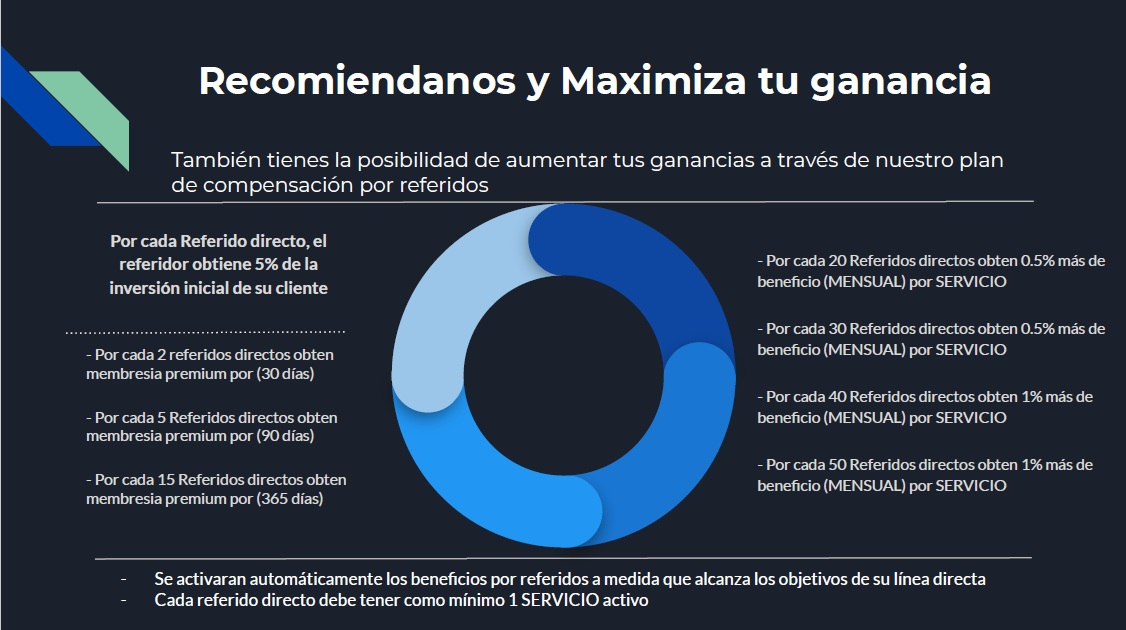 Recomiendanos y Maximiza tu ganancia
También tienes la posibilidad de aumentar tus ganancias a través de nuestro plan
de compensación por referidos
Por cada Referido directo, el
referidor obtiene 5% de la
inversión inicial de su cliente
- Por cada 2 referidos directos obten
membresia premium por (30 días)
- Por cada 5 Referidos directos obten
membresia premium por (90 días)
- Por cada 15 Referidos directos obten
membresia premium por (365 días)
- Por cada 20 Referidos directos obten 0.5% más de
beneficio (MENSUAL) por SERVICIO
- Por cada 30 Referidos directos obten 0.5% más de
beneficio (MENSUAL) por SERVICIO
- Por cada 40 Referidos directos obten 1% más de
beneficio (MENSUAL) por SERVICIO
- Por cada 50 Referidos directos obten 1% más de
beneficio (MENSUAL) por SERVICIO
- Se activaran automáticamente los beneficios por referidos a medida que alcanza los objetivos de su línea directa
- Cada referido directo debe tener como mínimo 1 SERVICIO activo